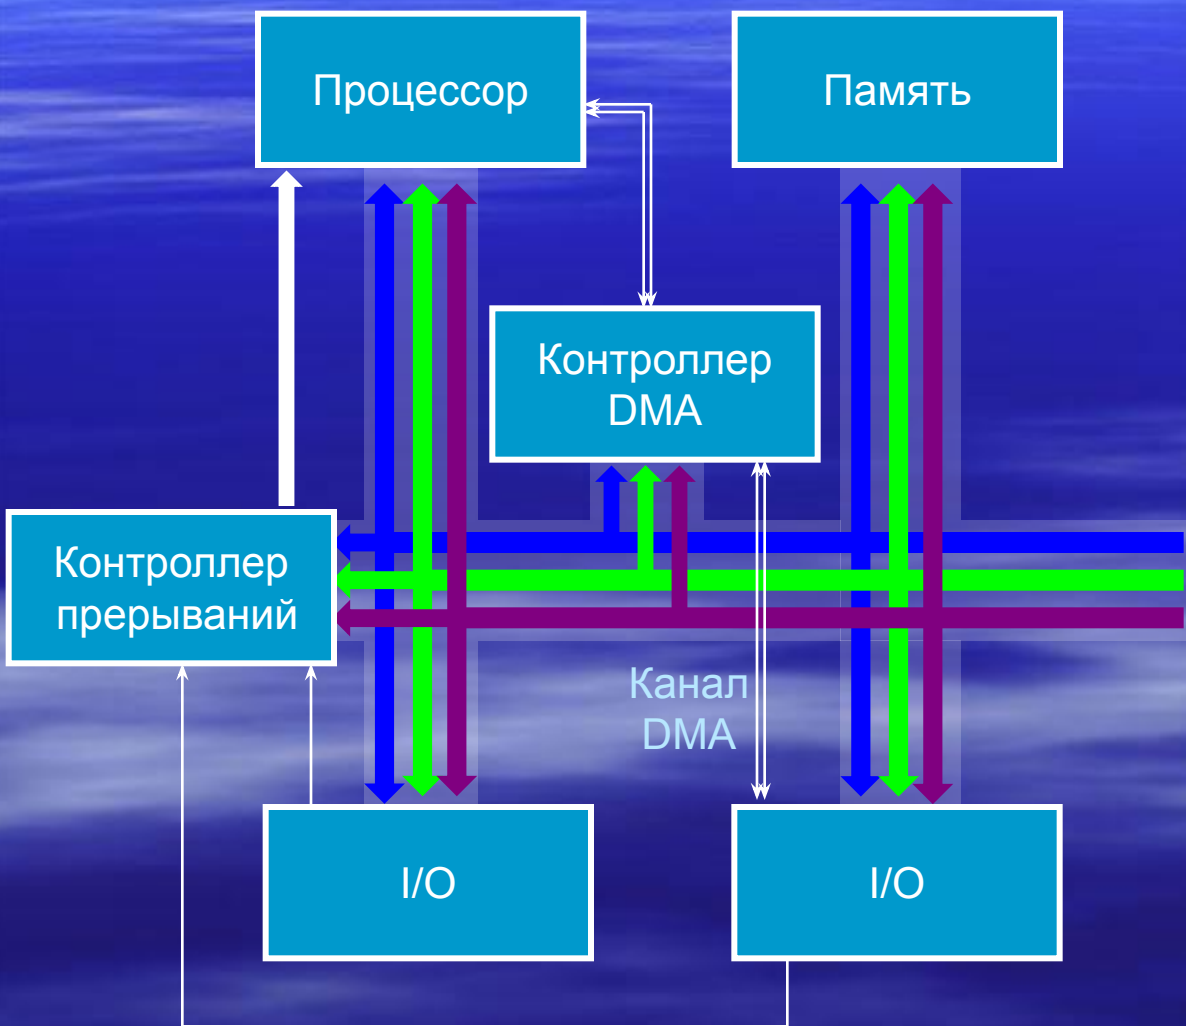 Процессор
Память
Контроллер
DMA
Контроллер
прерываний
Канал
DMA
I/O
I/O